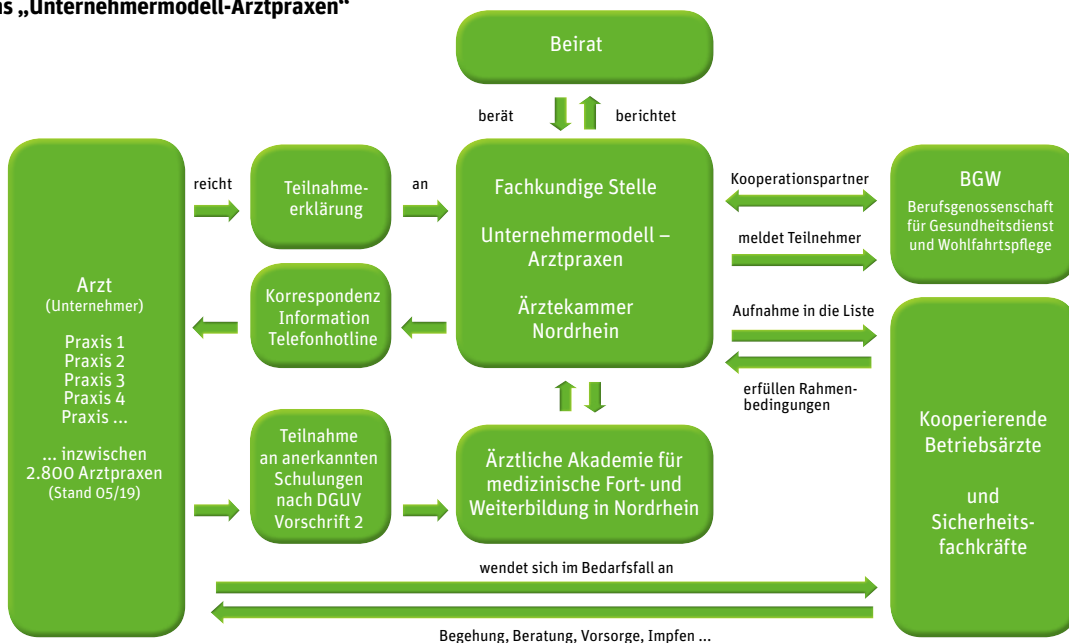 „Unternehmermodell-Arztpraxen“
Beirat
berät
berichtet
Arzt
(Unternehmer)
Praxis 1
Praxis 2
Praxis 3
Praxis 4
Praxis ...
... inzwischen
2.800 Arztpraxen
(Stand 05/19)
reicht
Teilnahme-
erklärung
an
Fachkundige Stelle
Unternehmermodell –
Arztpraxen
Ärztekammer
Nordrhein
Kooperationspartner
BGW
Berufsgenossenschaft
für Gesundheitsdienst
und Wohlfahrtspflege
meldet Teilnehmer
Korrespondenz
Information
Telefonhotline
Aufnahme in die Liste
erfüllen Rahmen-
bedingungen
Teilnahme
an anerkannten
Schulungen
nach DGUV
Vorschrift 2
Ärztliche Akademie für
medizinische Fort- und
Weiterbildung in Nordrhein
Kooperierende
Betriebsärzte
und
Sicherheits-
fachkräfte
wendet sich im Bedarfsfall an
Begehung, Beratung, Vorsorge, Impfen ...